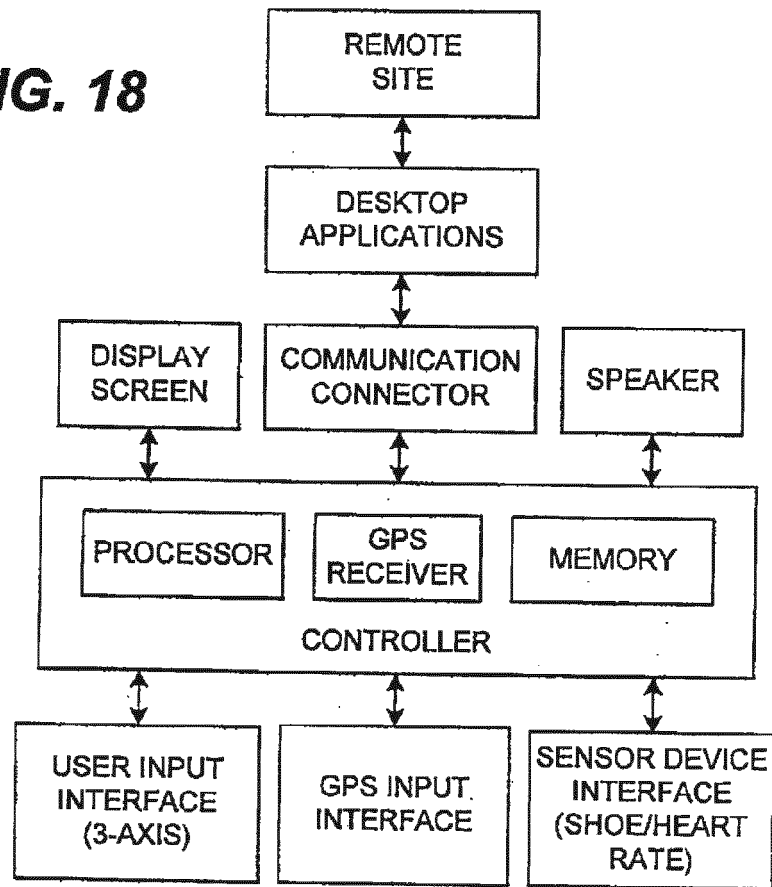 IG. 18
REMOTE
SITE
DESKTOP
APPLICATIONS
DISPLAY
SCREEN
COMMUNICATION
CONNECTOR
SPEAKER
PROCESSOR
GPS
RECEIVER
MEMORY
CONTROLLER
USER INPUT
INTERFACE
(3-AXIS)
GPS INPUT
INTERFACE
SENSOR DEVICE
INTERFACE
(SHOE/HEART
RATE)